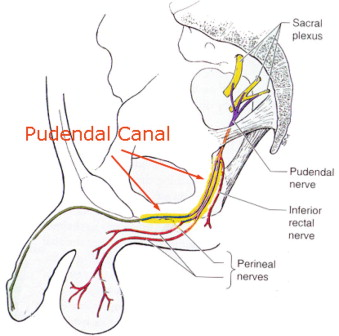 Sacral
plexus
Pudendal Canal
Pudendal
nerve
Inferior
rectal
nerve
Perineal
nerves